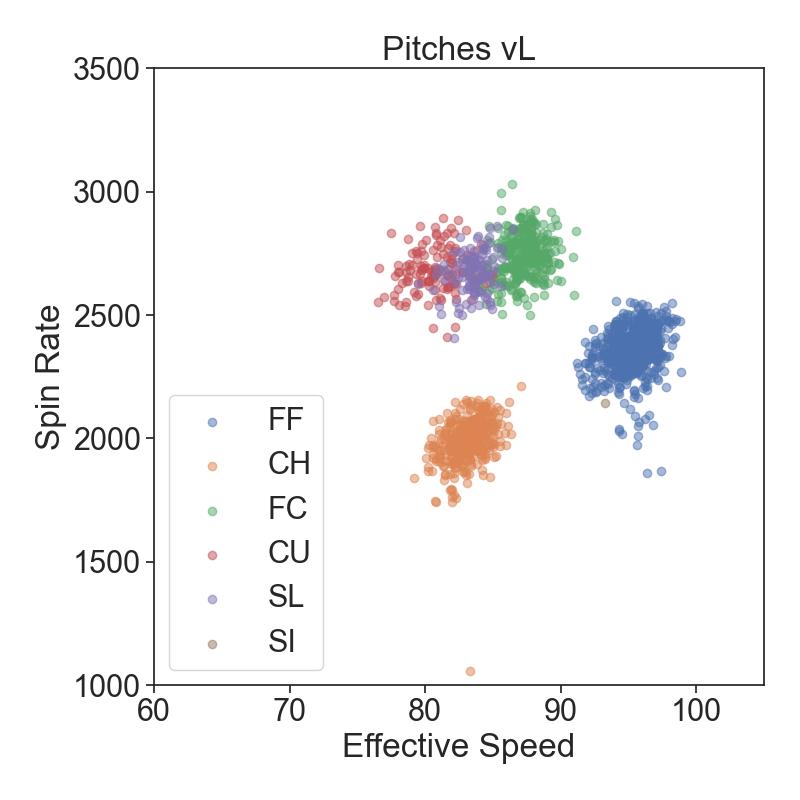 Pitches vL
3500
3000
2500
2000
1500
1000
Spin Rate
FF
CH
FC
CU
SL
SI
60
70
80
90
100
Effective Speed